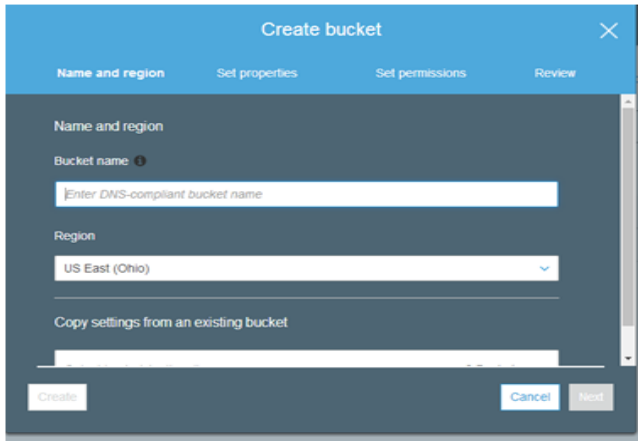 Create bucket
Name and region Set properties Set permissions Review
Name and region
Bucket name
Enter DNS-compliant bucket name
Region
US East (Ohio)
Copy settings from an existing bucket
Create Cancel Next